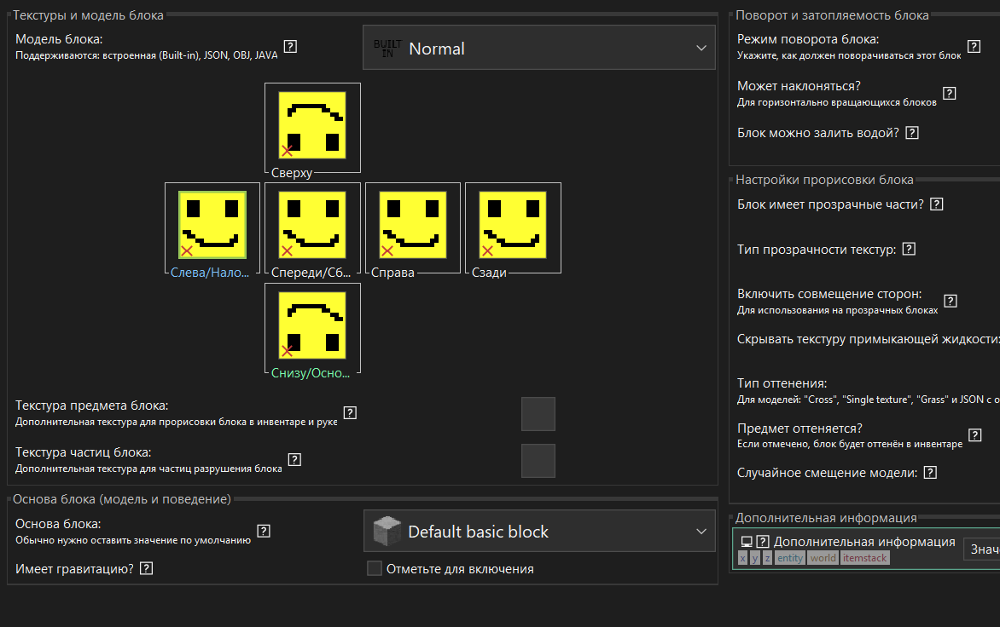 Текстуры и модель блока
Модель блока:
Поддерживаются: встроенная (Built-in), JSON, OBJ, JAVA
?
BUILT
IN
Normal
Сверху
Слева/Нало...
Спереди/Сб...
Справа
Сзади
Снизу/Осно...
Текстура предмета блока:
Дополнительная текстура для прорисовки блока в инвентаре и руке
?
Текстура частиц блока:
Дополнительная текстура для частиц разрушения блока
?
Основа блока (модель и поведение)
Основа блока:
Обычно нужно оставить значение по умолчанию
?
Default basic block
Имеет гравитацию? ?
Отметьте для включения
Поворот и затопляемость блока
Режим поворота блока:
Укажите, как должен поворачиваться этот блок
?
Может наклоняться?
Для горизонтально вращающихся блоков
?
Блок можно залить водой? ?
Настройки прорисовки блока
Блок имеет прозрачные части? ?
Тип прозрачности текстур: ?
Включить совмещение сторон:
Для использования на прозрачных блоках
?
Скрывать текстуру примыкающей жидкости:
Тип оттенения:
Для моделей: "Cross", "Single texture", "Grass" и JSON с о
Предмет оттеняется?
Если отмечено, блок будет оттенён в инвентаре
?
Случайное смещение модели: ?
Дополнительная информация
? Дополнительная информация
x y z entity world itemstack
Знач